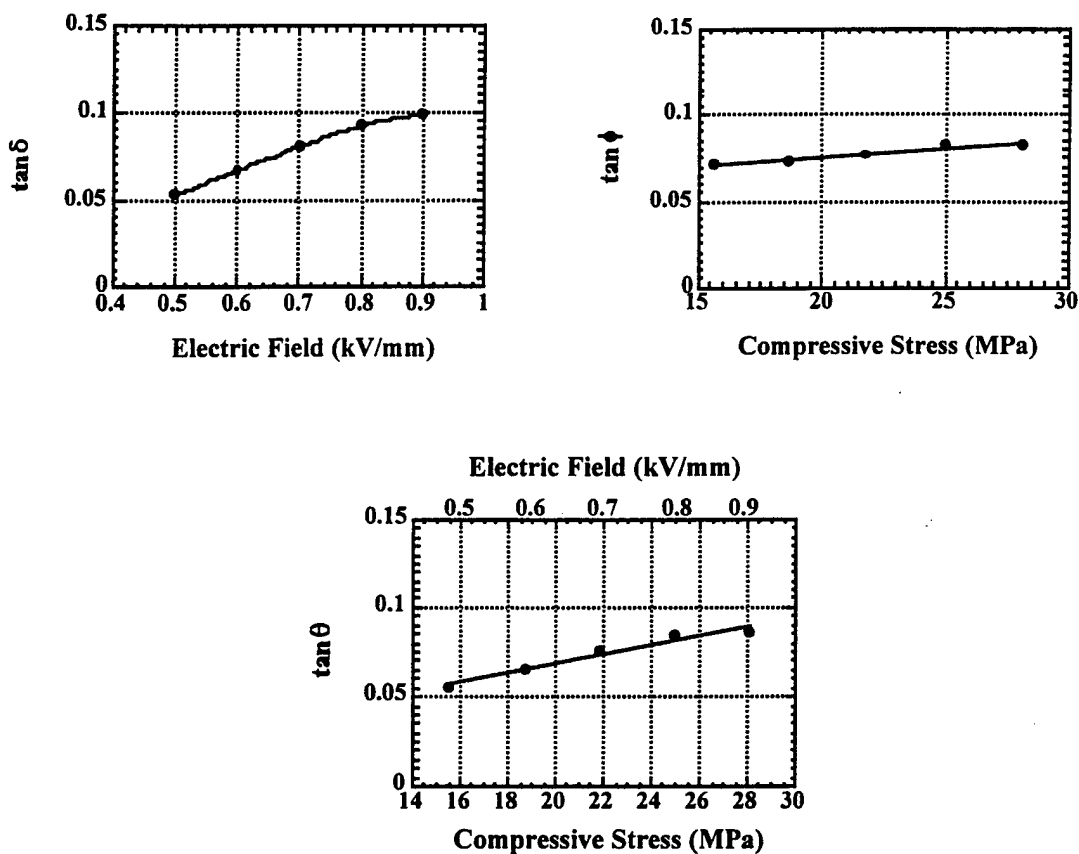 0.15
0.1
0.05
0
tanδ
0.4 0.5 0.6 0.7 0.8 0.9 1
Electric Field (kV/mm)
0.15
0.1
0.05
0
tan ϕ
15 20 25 30
Compressive Stress (MPa)
Electric Field (kV/mm)
0.5 0.6 0.7 0.8 0.9
0.15
0.1
0.05
0
tan θ
14 16 18 20 22 24 26 28 30
Compressive Stress (MPa)